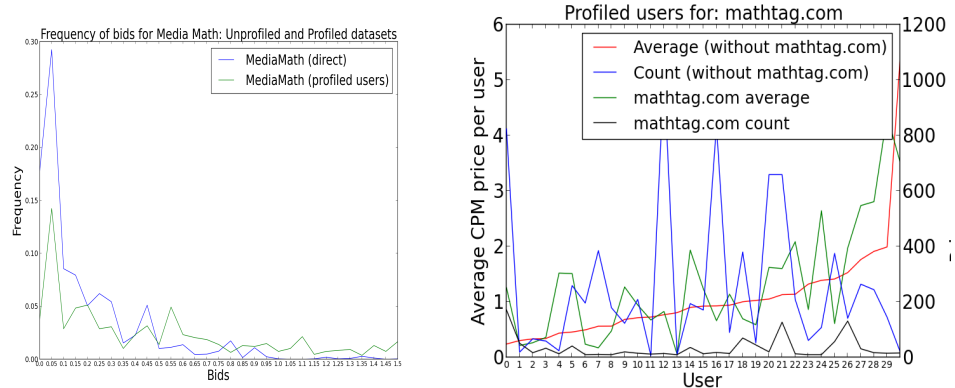 Frequency of bids for Media Math: Unprofiled and Profiled datasets
MediaMath (direct)
MediaMath (profiled users)
Frequency
0.30
0.25
0.20
0.15
0.10
0.05
0.00
0.0 0.05 0.1 0.15 0.2 0.25 0.3 0.35 0.4 0.45 0.5 0.55 0.6 0.65 0.7 0.75 0.8 0.85 0.9 0.95 1.0 1.05 1.1 1.15 1.2 1.25 1.3 1.35 1.4 1.45 1.5
Bids
Profiled users for: mathtag.com
Average (without mathtag.com)
Count (without mathtag.com)
mathtag.com average
mathtag.com count
Average CPM price per user
6
5
4
3
2
1
0
1200
1000
800
600
400
200
0
0 1 2 3 4 5 6 7 8 9 10 11 12 13 14 15 16 17 18 19 20 21 22 23 24 25 26 27 28 29
User